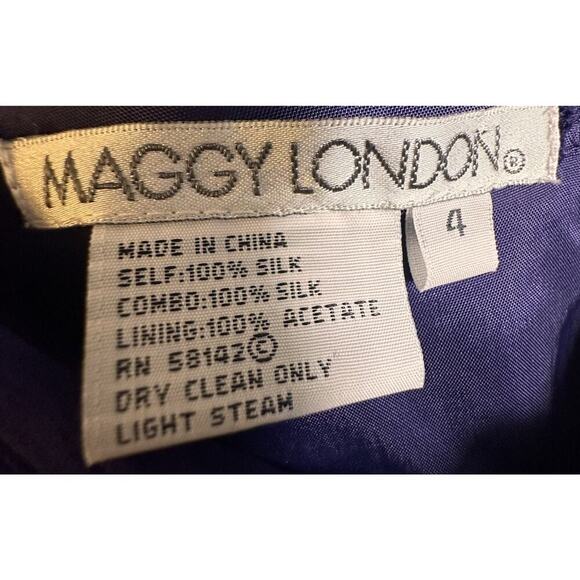 MAGGY LONDON®
4
MADE IN CHINA
SELF:100% SILK
COMBO:100% SILK
LINING:100% ACETATE
RN 58142©
DRY CLEAN ONLY
LIGHT STEAM